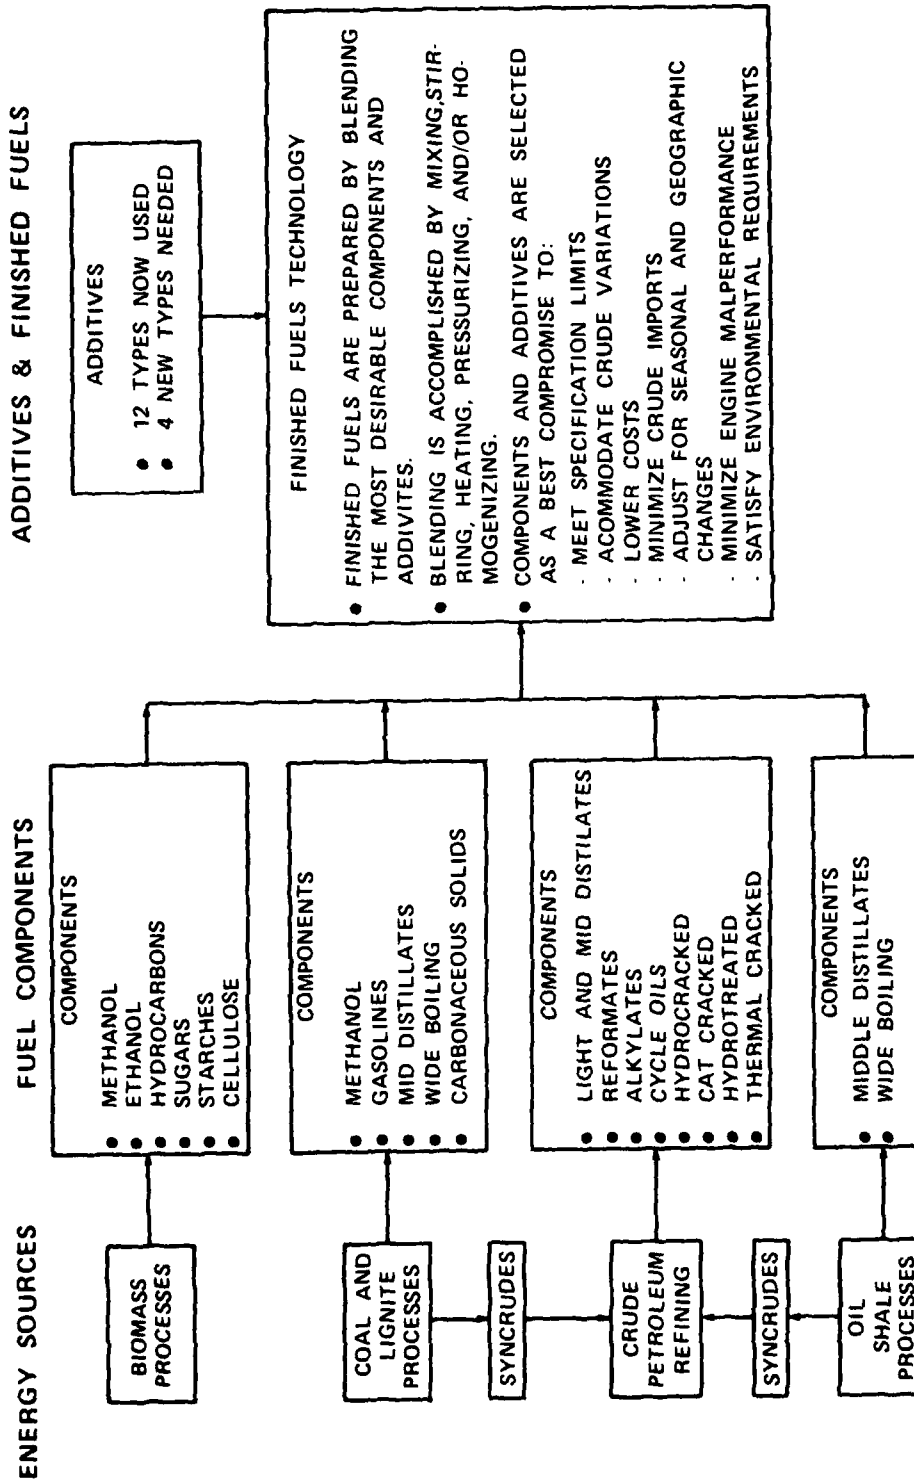 ENERGY SOURCES
FUEL COMPONENTS
ADDITIVES & FINISHED FUELS
BIOMASS
PROCESSES
COMPONENTS
● METHANOL
● ETHANOL
● HYDROCARBONS
● SUGARS
● STARCHES
● CELLULOSE
COAL AND
LIGNITE
PROCESSES
COMPONENTS
● METHANOL
● GASOLINES
● MID DISTILLATES
● WIDE BOILING
● CARBONACEOUS SOLIDS
SYNCRUDES
CRUDE
PETROLEUM
REFINING
COMPONENTS
● LIGHT AND MID DISTILATES
● REFORMATES
● ALKYLATES
● CYCLE OILS
● HYDROCRACKED
● CAT CRACKED
● HYDROTREATED
● THERMAL CRACKED
SYNCRUDES
OIL
SHALE
PROCESSES
COMPONENTS
● MIDDLE DISTILLATES
● WIDE BOILING
ADDITIVES
● 12 TYPES NOW USED
● 4 NEW TYPES NEEDED
FINISHED FUELS TECHNOLOGY
● FINISHED FUELS ARE PREPARED BY BLENDING
THE MOST DESIRABLE COMPONENTS AND
ADDIVITES.
● BLENDING IS ACCOMPLISHED BY MIXING,STIR-
RING, HEATING, PRESSURIZING, AND/OR HO-
MOGENIZING.
● COMPONENTS AND ADDITIVES ARE SELECTED
AS A BEST COMPROMISE TO:
- MEET SPECIFICATION LIMITS
- ACCOMMODATE CRUDE VARIATIONS
- LOWER COSTS
- MINIMIZE CRUDE IMPORTS
- ADJUST FOR SEASONAL AND GEOGRAPHIC
CHANGES
- MINIMIZE ENGINE MALPERFORMANCE
- SATISFY ENVIRONMENTAL REQUIREMENTS